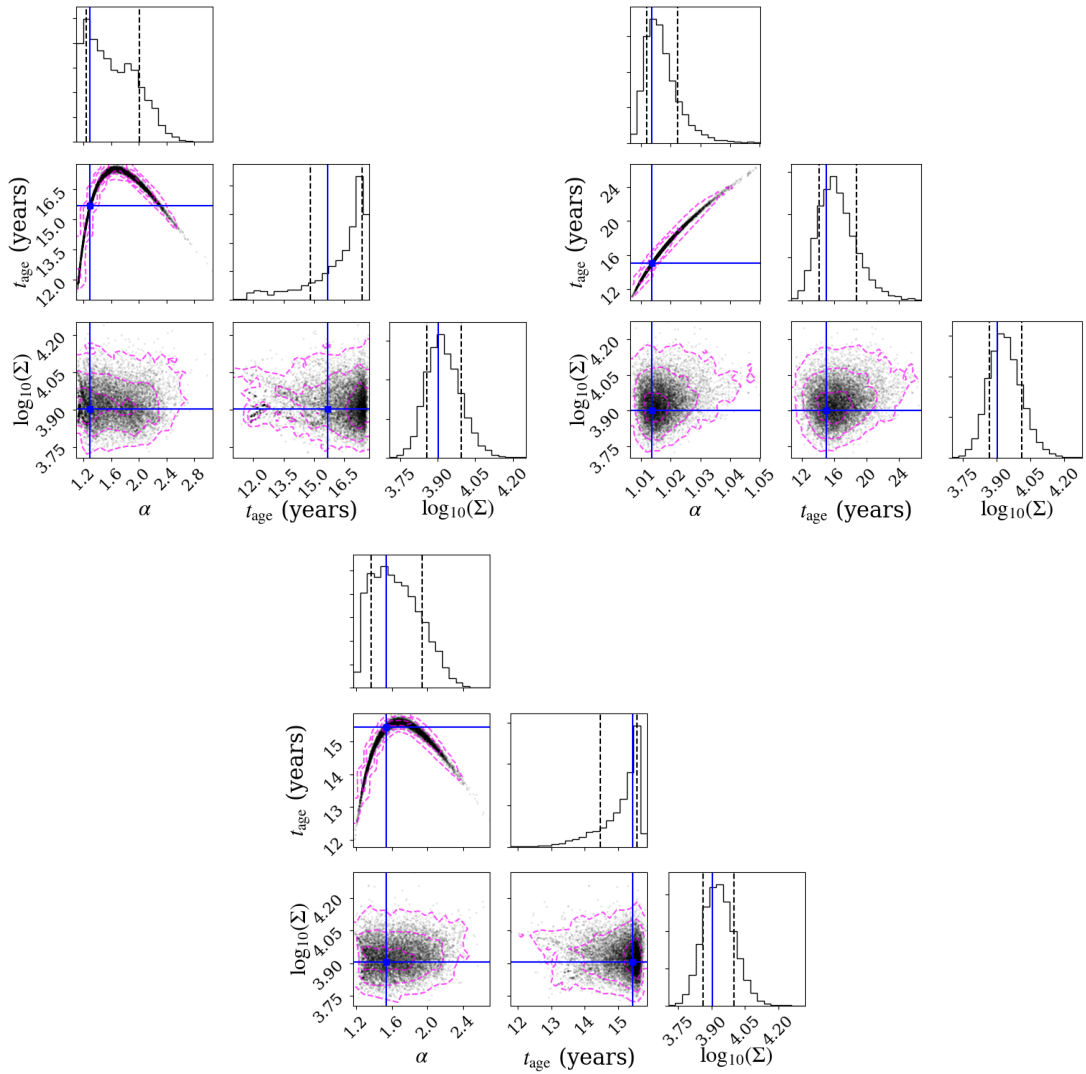 t_age (years)
16.5
15.0
13.5
12.0
log₁₀(Σ)
4.20
4.05
3.90
3.75
1.2 1.6 2.0 2.4 2.8
α
12.0 13.5 15.0 16.5
t_age (years)
3.75 3.90 4.05 4.20
log₁₀(Σ)
t_age (years)
24
20
16
12
log₁₀(Σ)
4.20
4.05
3.90
3.75
1.01 1.02 1.03 1.04 1.05
α
16 20 24
t_age (years)
3.75 3.90 4.05 4.20
log₁₀(Σ)
t_age (years)
15
14
13
12
log₁₀(Σ)
4.20
4.05
3.90
3.75
1.2 1.6 2.0 2.4
α
12 13 14 15
t_age (years)
3.75 3.90 4.05 4.20
log₁₀(Σ)